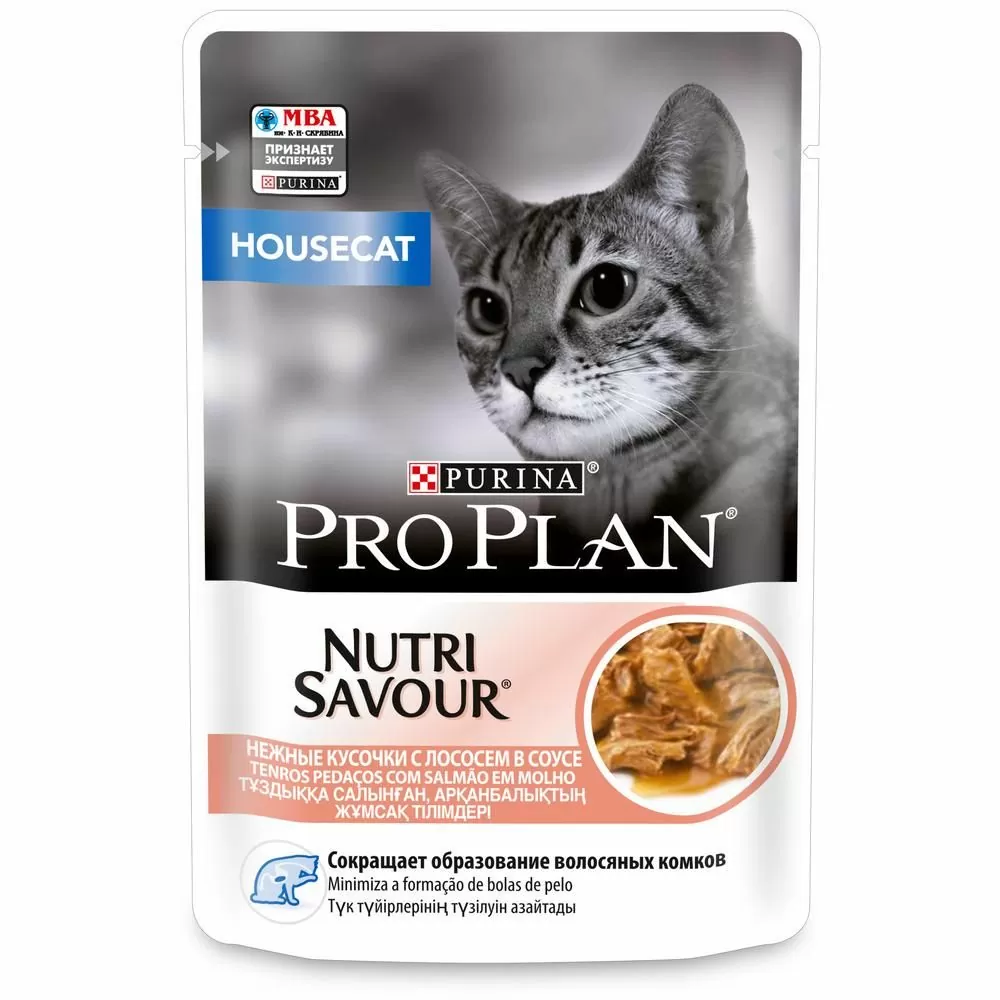 МВА
им. К. И. СКРЯБИНА
ПРИЗНАЕТ
ЭКСПЕРТИЗУ
PURINA
HOUSECAT
PURINA®
PRO PLAN®
NUTRI
SAVOUR®
НЕЖНЫЕ КУСОЧКИ С ЛОСОСЕМ В СОУСЕ
TENROS PEDAÇOS COM SALMÃO EM MOLHO
ТҰЗДЫҚҚА САЛЫНҒАН, АРҚАНБАЛЫҚТЫҢ
ЖҰМСАҚ ТІЛІМДЕРІ
Сокращает образование волосяных комков
Minimiza a formação de bolas de pelo
Түк түйірлерінің түзілуін азайтады